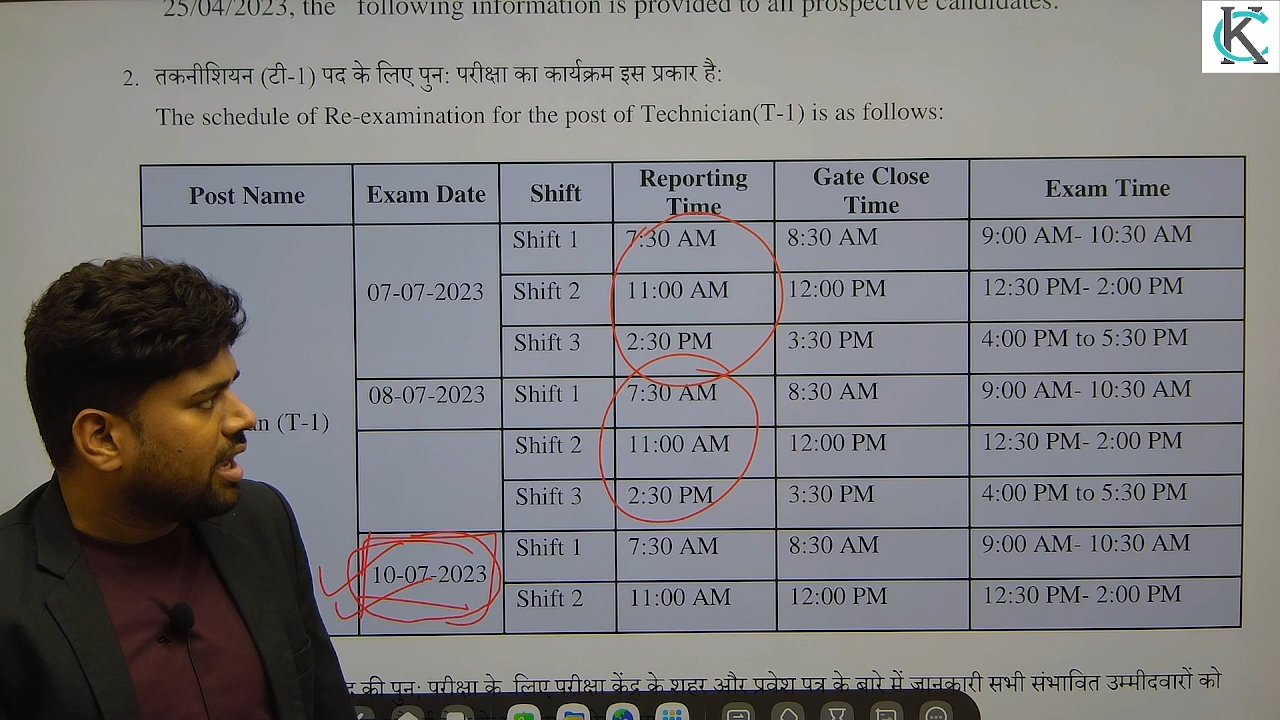 25/04/2023, the following information is provided to all prospective candidates.
2. तकनीशियन (टी-1) पद के लिए पुन: परीक्षा का कार्यक्रम इस प्रकार है:
The schedule of Re-examination for the post of Technician(T-1) is as follows:
Post Name Exam Date Shift Reporting Time Gate Close Time Exam Time
07-07-2023 Shift 1 7:30 AM 8:30 AM 9:00 AM- 10:30 AM
Shift 2 11:00 AM 12:00 PM 12:30 PM- 2:00 PM
Shift 3 2:30 PM 3:30 PM 4:00 PM to 5:30 PM
08-07-2023 Shift 1 7:30 AM 8:30 AM 9:00 AM- 10:30 AM
n (T-1)
Shift 2 11:00 AM 12:00 PM 12:30 PM- 2:00 PM
Shift 3 2:30 PM 3:30 PM 4:00 PM to 5:30 PM
10-07-2023 Shift 1 7:30 AM 8:30 AM 9:00 AM- 10:30 AM
Shift 2 11:00 AM 12:00 PM 12:30 PM- 2:00 PM
की पुन: परीक्षा के लिए परीक्षा केंद्र के शहर और प्रवेश पत्र के बारे में जानकारी सभी संभावित उम्मीदवारों को
KC